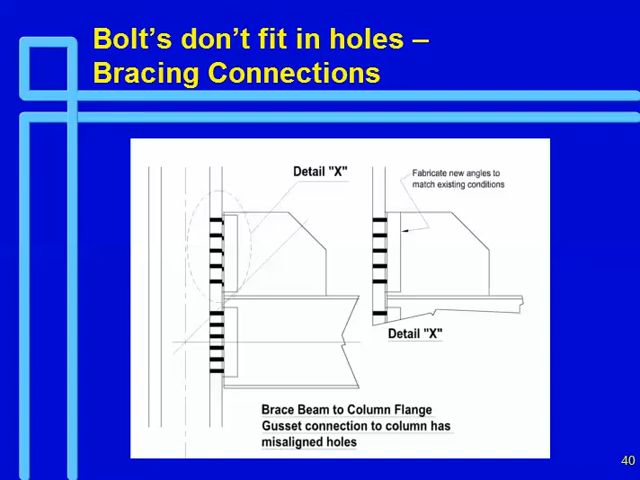 Bolt's don't fit in holes –
Bracing Connections
Detail "X"
Fabricate new angles to
match existing conditions
Detail "X"
Brace Beam to Column Flange
Gusset connection to column has
misaligned holes
40